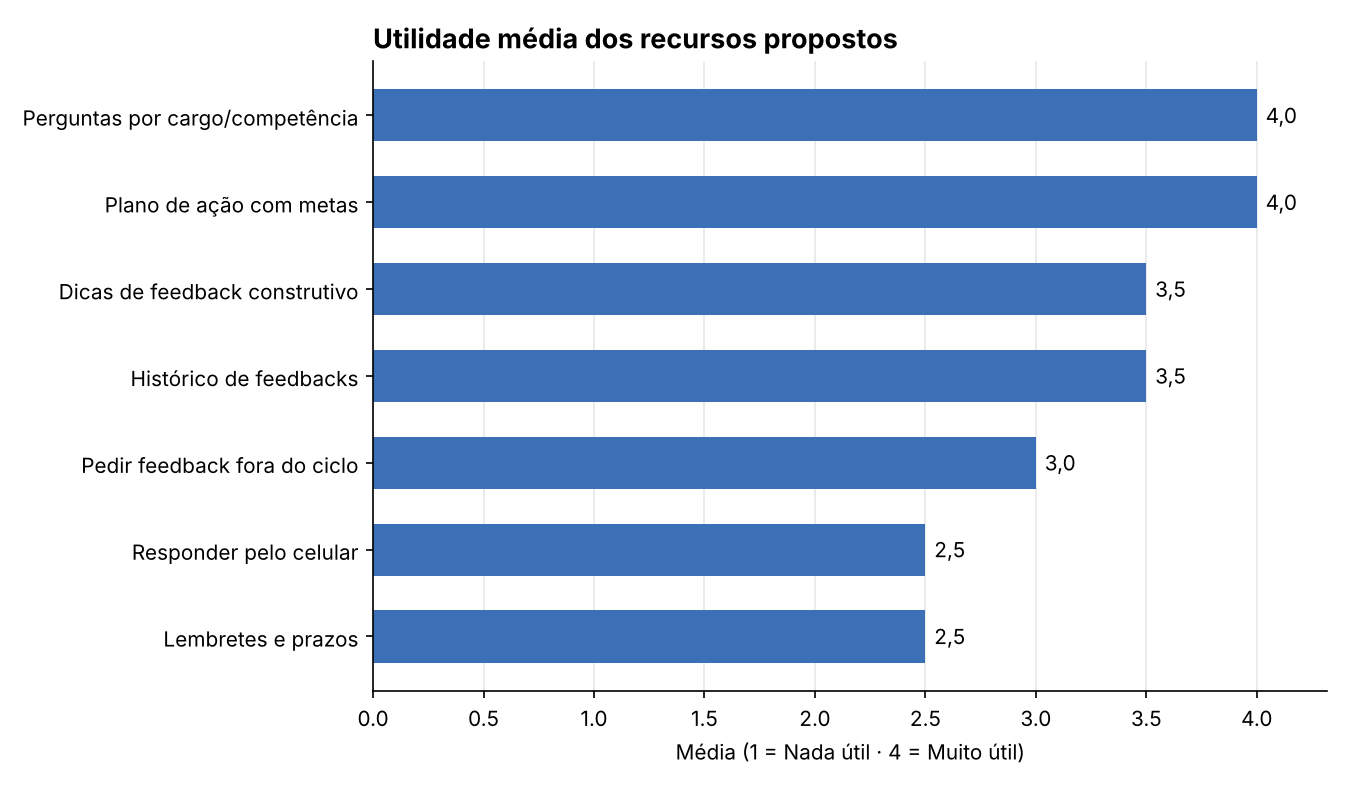 Utilidade média dos recursos propostos
Perguntas por cargo/competência 4,0
Plano de ação com metas 4,0
Dicas de feedback construtivo 3,5
Histórico de feedbacks 3,5
Pedir feedback fora do ciclo 3,0
Responder pelo celular 2,5
Lembretes e prazos 2,5
0.0 0.5 1.0 1.5 2.0 2.5 3.0 3.5 4.0
Média (1 = Nada útil · 4 = Muito útil)